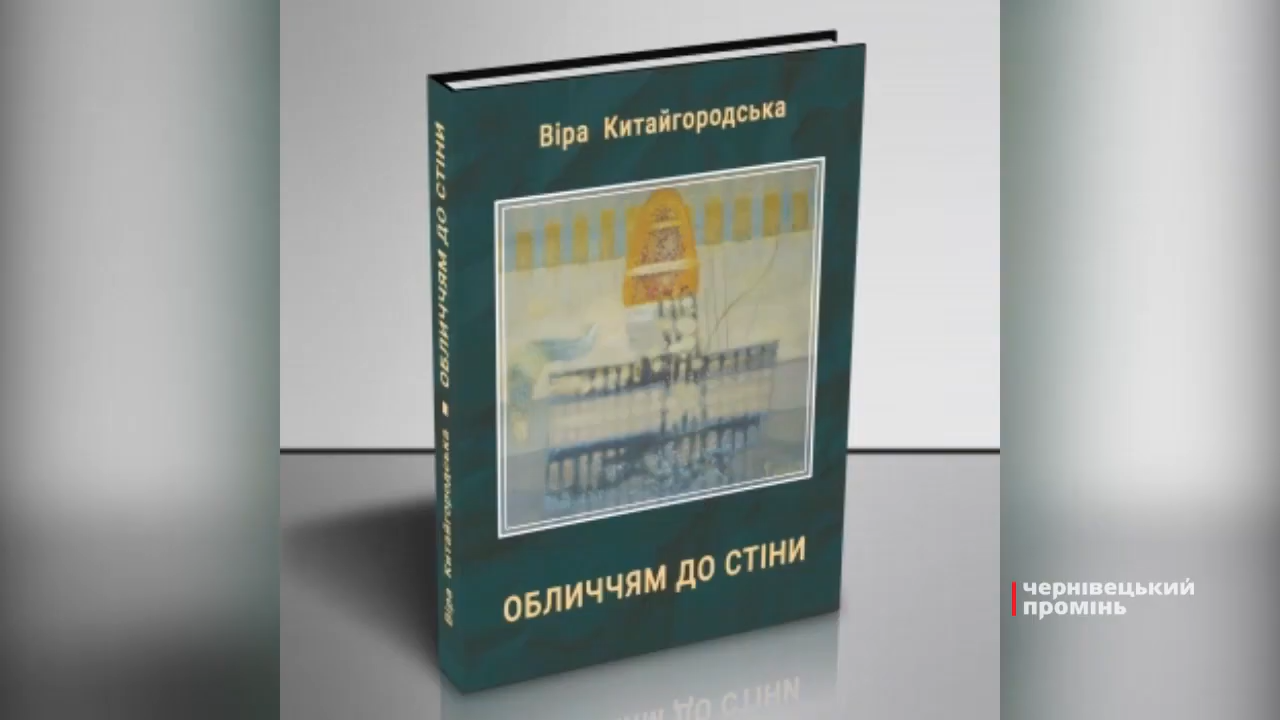 Віра Китайгородська
ОБЛИЧЧЯМ ДО СТІНИ
Віра Китайгородська ■ ОБЛИЧЧЯМ ДО СТІНИ
чернівецький
промінь